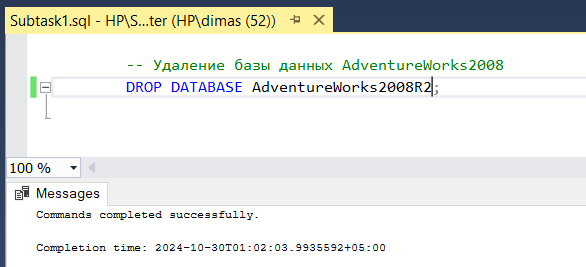 Subtask1.sql - HP\S...ter (HP\dimas (52))
-- Удаление базы данных AdventureWorks2008
DROP DATABASE AdventureWorks2008R2;
100 %
Messages
Commands completed successfully.
Completion time: 2024-10-30T01:02:03.9935592+05:00